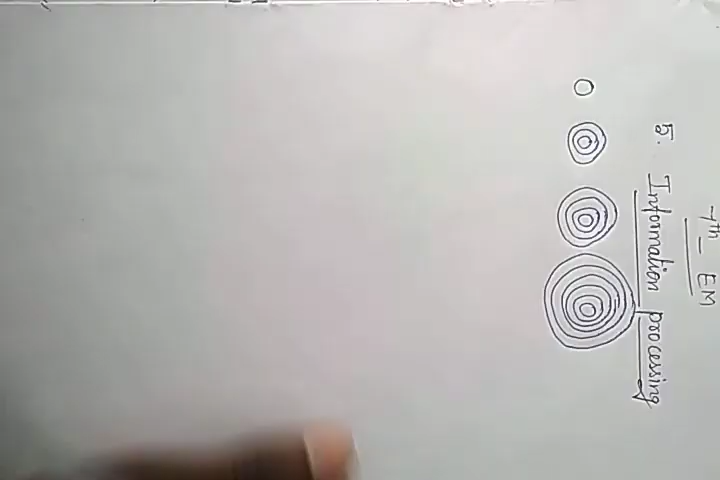 7th - EM
5. Information processing